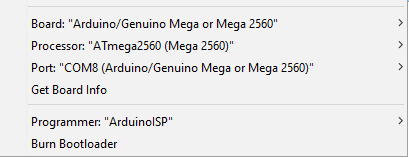 Board: "Arduino/Genuino Mega or Mega 2560"
Processor: "ATmega2560 (Mega 2560)"
Port: "COM8 (Arduino/Genuino Mega or Mega 2560)"
Get Board Info
Programmer: "ArduinoISP"
Burn Bootloader